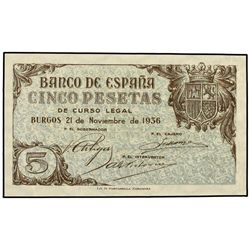 BANCO DE ESPAÑA
CINCO PESETAS
DE CURSO LEGAL
BURGOS 21 de Noviembre de 1936
P. EL GOBERNADOR
P. EL CAJERO
P. EL INTERVENTOR
5